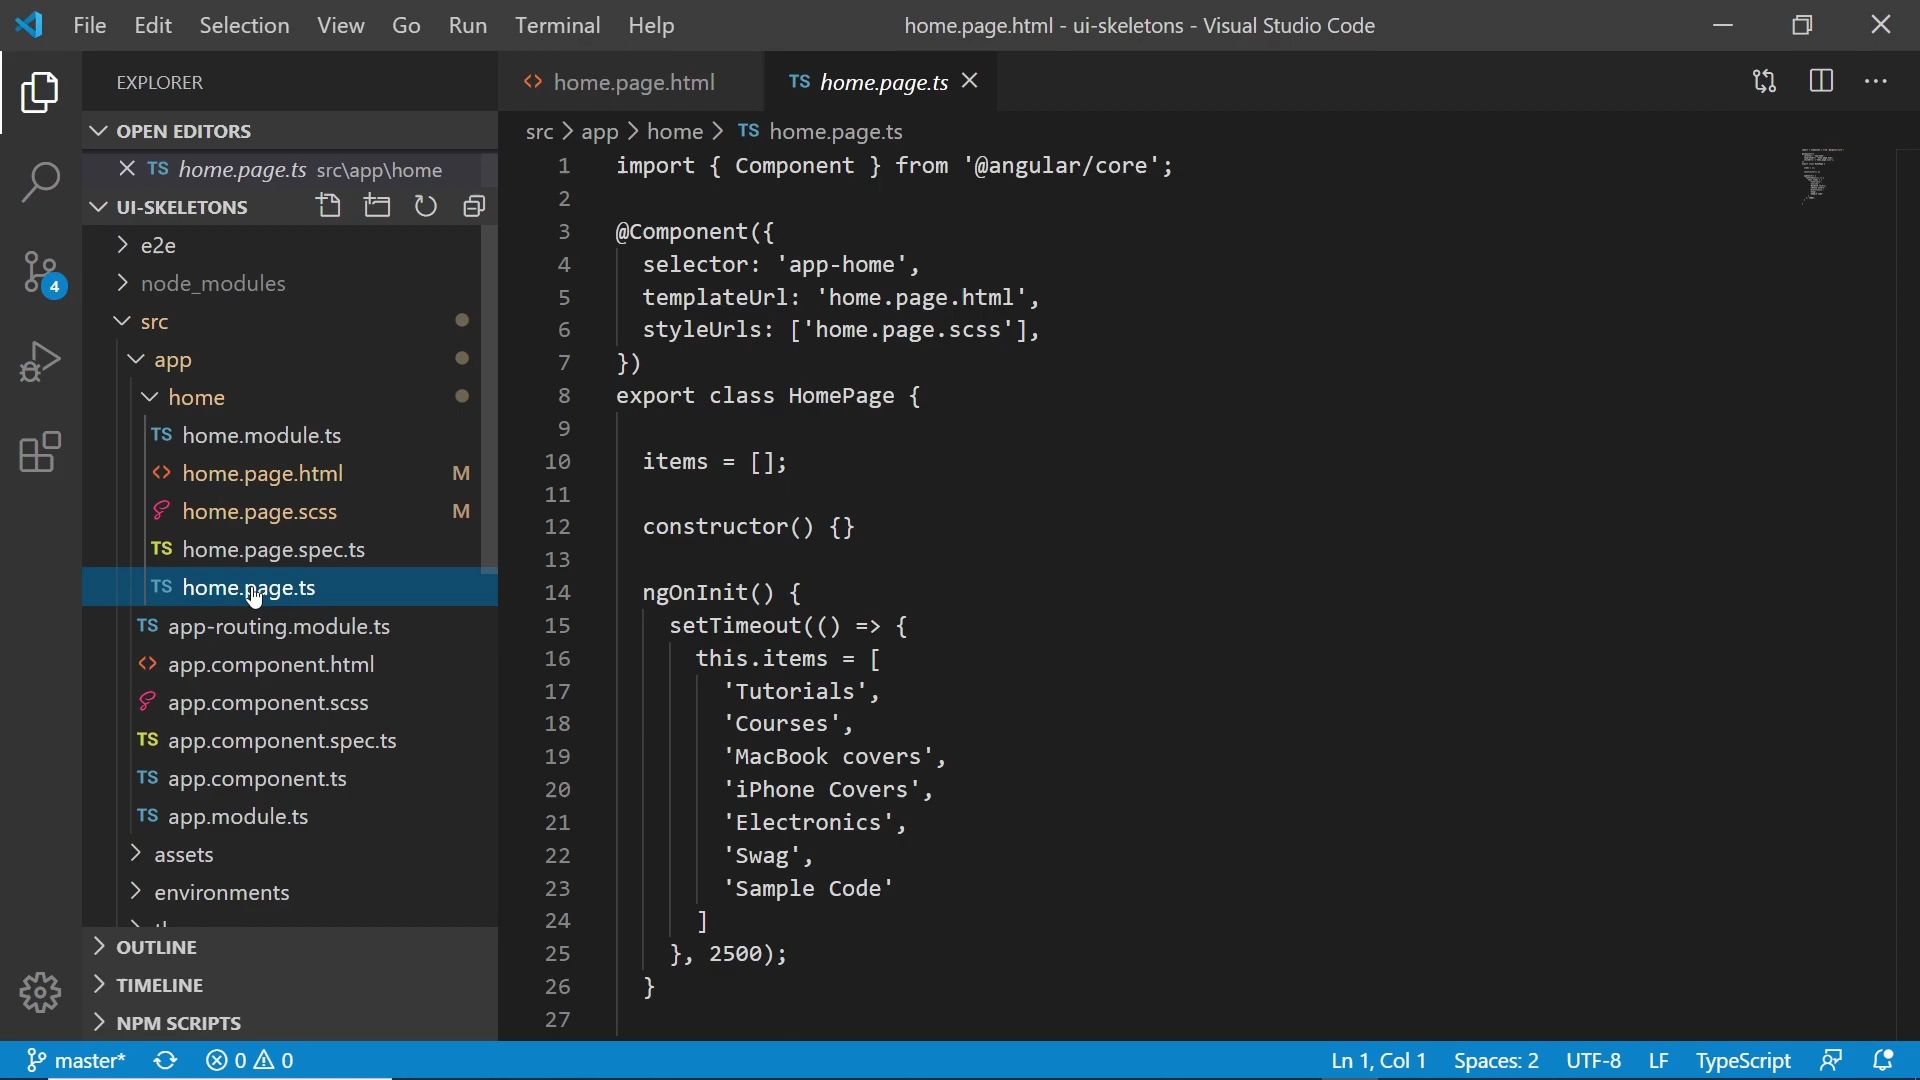 File Edit Selection View Go Run Terminal Help home.page.html - ui-skeletons - Visual Studio Code
EXPLORER
OPEN EDITORS
TS home.page.ts src\app\home
UI-SKELETONS
e2e
node_modules
src
app
home
TS home.module.ts
<> home.page.html M
home.page.scss M
TS home.page.spec.ts
TS home.page.ts
TS app-routing.module.ts
<> app.component.html
app.component.scss
TS app.component.spec.ts
TS app.component.ts
TS app.module.ts
assets
environments
OUTLINE
TIMELINE
NPM SCRIPTS
4
<> home.page.html TS home.page.ts
src > app > home > TS home.page.ts
1 import { Component } from '@angular/core';
2
3 @Component({
4 selector: 'app-home',
5 templateUrl: 'home.page.html',
6 styleUrls: ['home.page.scss'],
7 })
8 export class HomePage {
9
10 items = [];
11
12 constructor() {}
13
14 ngOnInit() {
15 setTimeout(() => {
16 this.items = [
17 'Tutorials',
18 'Courses',
19 'MacBook covers',
20 'iPhone Covers',
21 'Electronics',
22 'Swag',
23 'Sample Code'
24 ]
25 }, 2500);
26 }
27
master* 0 0 Ln 1, Col 1 Spaces: 2 UTF-8 LF TypeScript